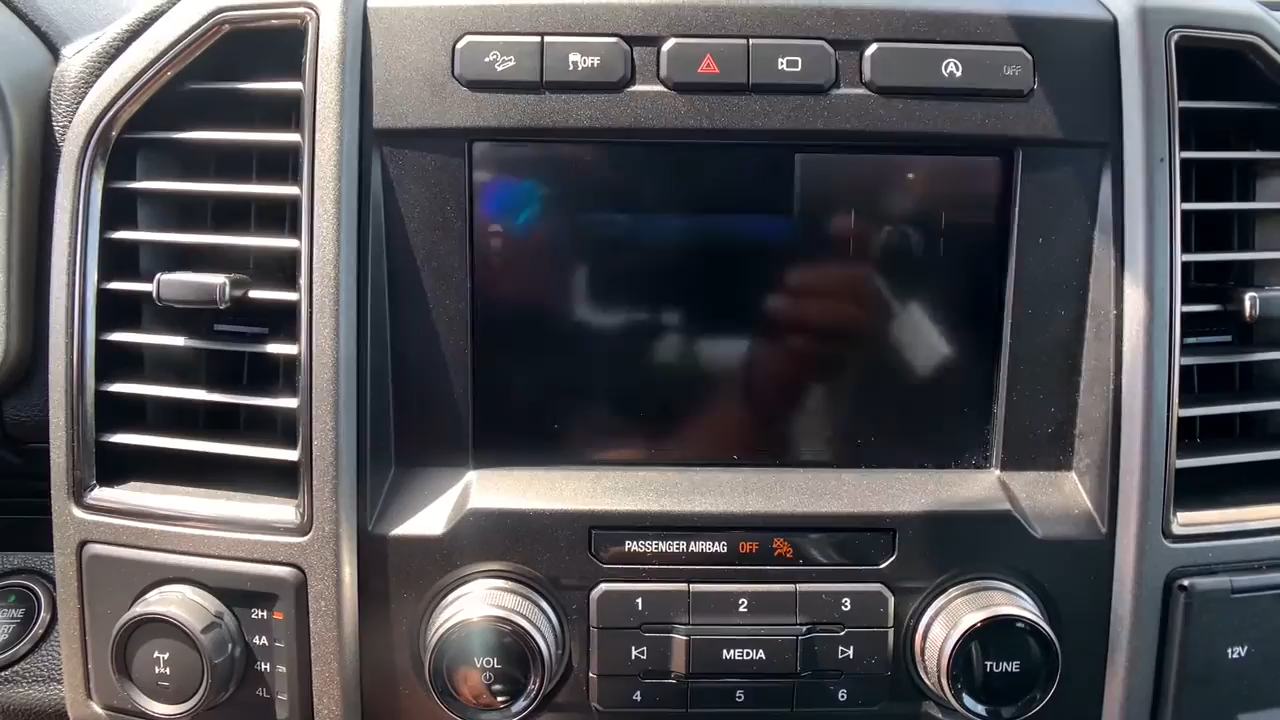 OFF
A OFF
PASSENGER AIRBAG OFF 2
1 2 3
MEDIA
4 5 6
VOL
TUNE
2H
4A
4H
4L
12V